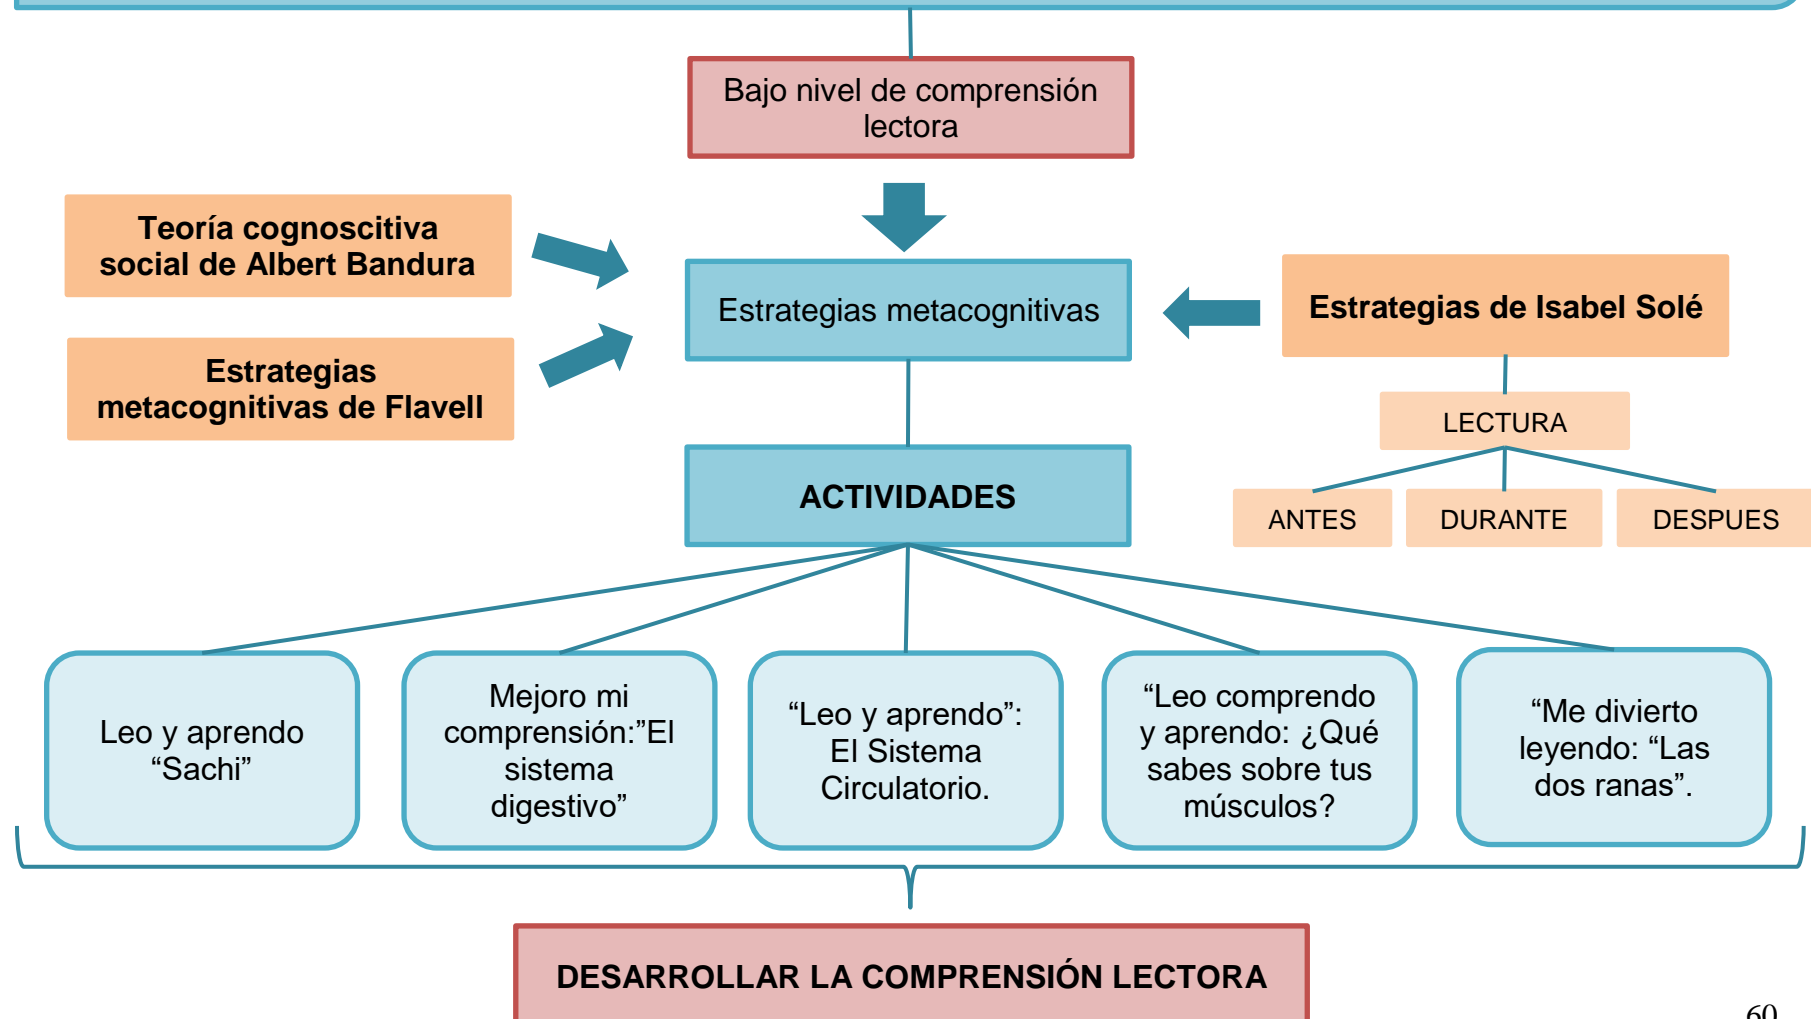 Bajo nivel de comprensión
lectora
Teoría cognoscitiva
social de Albert Bandura
Estrategias metacognitivas
Estrategias de Isabel Solé
Estrategias
metacognitivas de Flavell
LECTURA
ACTIVIDADES
ANTES
DURANTE
DESPUES
Leo y aprendo
“Sachi”
Mejoro mi
comprensión:”El
sistema
digestivo”
“Leo y aprendo”:
El Sistema
Circulatorio.
“Leo comprendo
y aprendo: ¿Qué
sabes sobre tus
músculos?
“Me divierto
leyendo: “Las
dos ranas”.
DESARROLLAR LA COMPRENSIÓN LECTORA
60